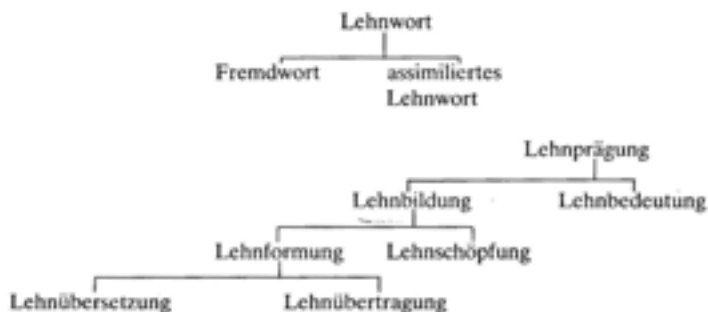 Lehnwort
Fremdwort assimiliertes
Lehnwort
Lehnprägung
Lehnbildung Lehnbedeutung
Lehnformung Lehnschöpfung
Lehnübersetzung Lehnübertragung